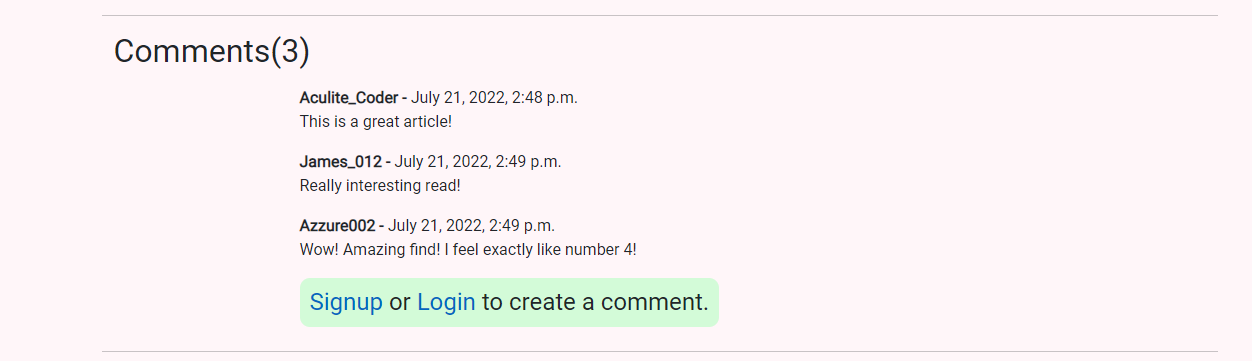 Comments(3)
Aculite_Coder - July 21, 2022, 2:48 p.m.
This is a great article!
James_012 - July 21, 2022, 2:49 p.m.
Really interesting read!
Azzure002 - July 21, 2022, 2:49 p.m.
Wow! Amazing find! I feel exactly like number 4!
Signup or Login to create a comment.